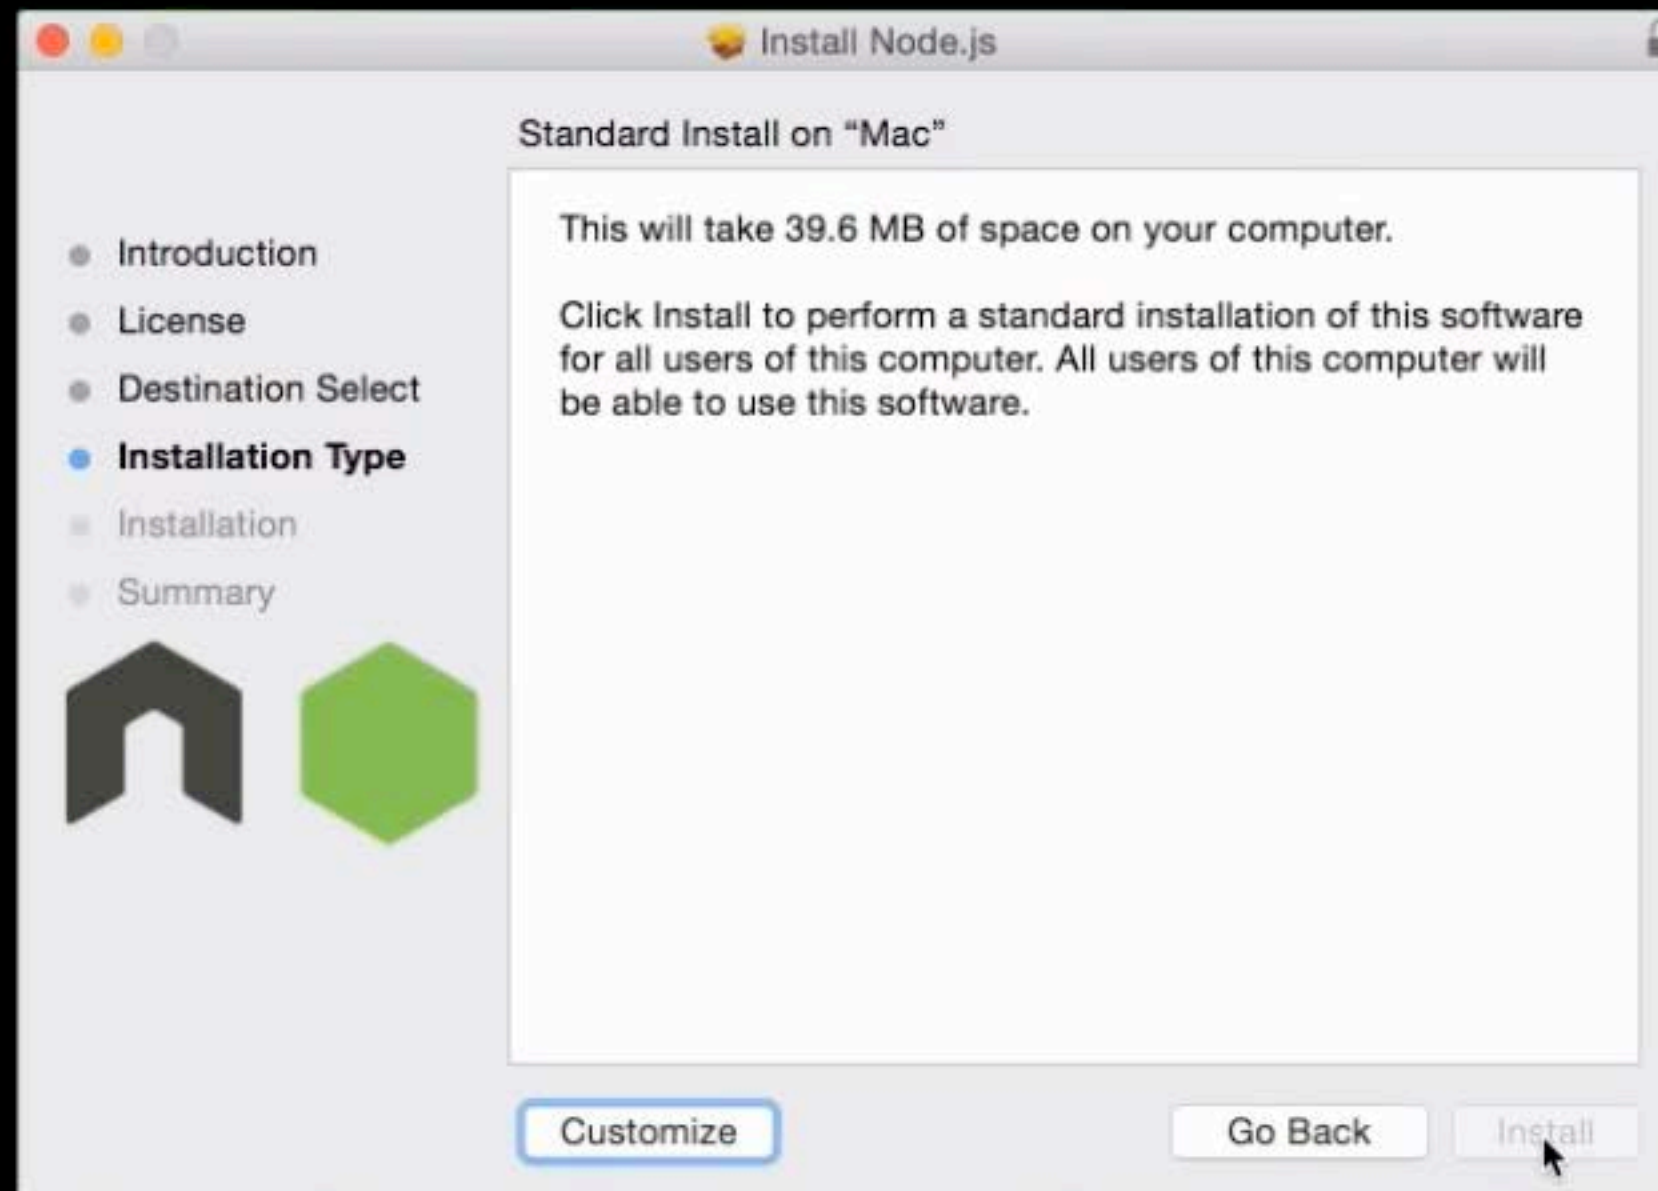 Install Node.js
Standard Install on “Mac”
Introduction
License
Destination Select
Installation Type
Installation
Summary
This will take 39.6 MB of space on your computer.
Click Install to perform a standard installation of this software
for all users of this computer. All users of this computer will
be able to use this software.
Customize
Go Back
Install